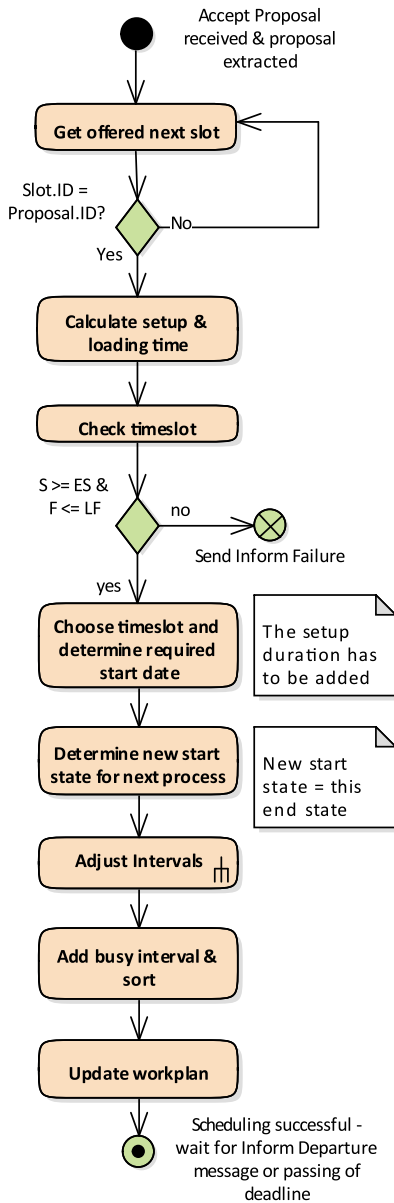 Accept Proposal
received & proposal
extracted
Get offered next slot
Slot.ID =
Proposal.ID?
No
Yes
Calculate setup &
loading time
Check timeslot
S >= ES &
F <= LF
no
Send Inform Failure
yes
Choose timeslot and
determine required
start date
The setup
duration has
to be added
Determine new start
state for next process
New start
state = this
end state
Adjust Intervals
Add busy interval &
sort
Update workplan
Scheduling successful -
wait for Inform Departure
message or passing of
deadline